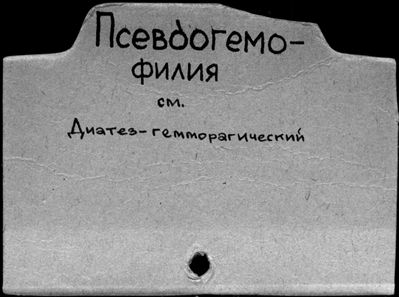 Псевдогемо-
филия
см.
Диатез-гемморагический